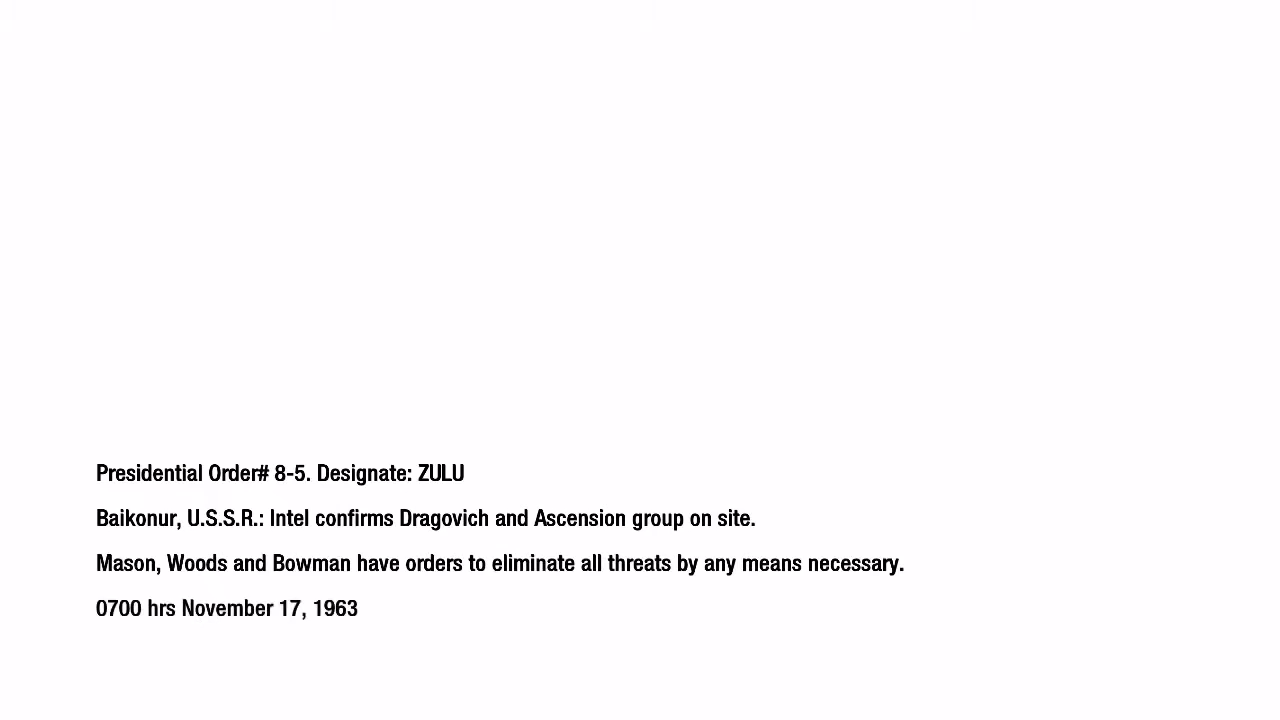 Presidential Order# 8-5. Designate: ZULU
Baikonur, U.S.S.R.: Intel confirms Dragovich and Ascension group on site.
Mason, Woods and Bowman have orders to eliminate all threats by any means necessary.
0700 hrs November 17, 1963